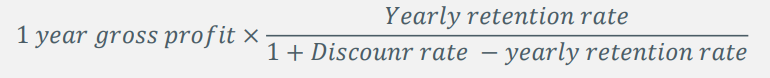 1 year gross profit × Yearly retention rate / 1 + Discounr rate − yearly retention rate